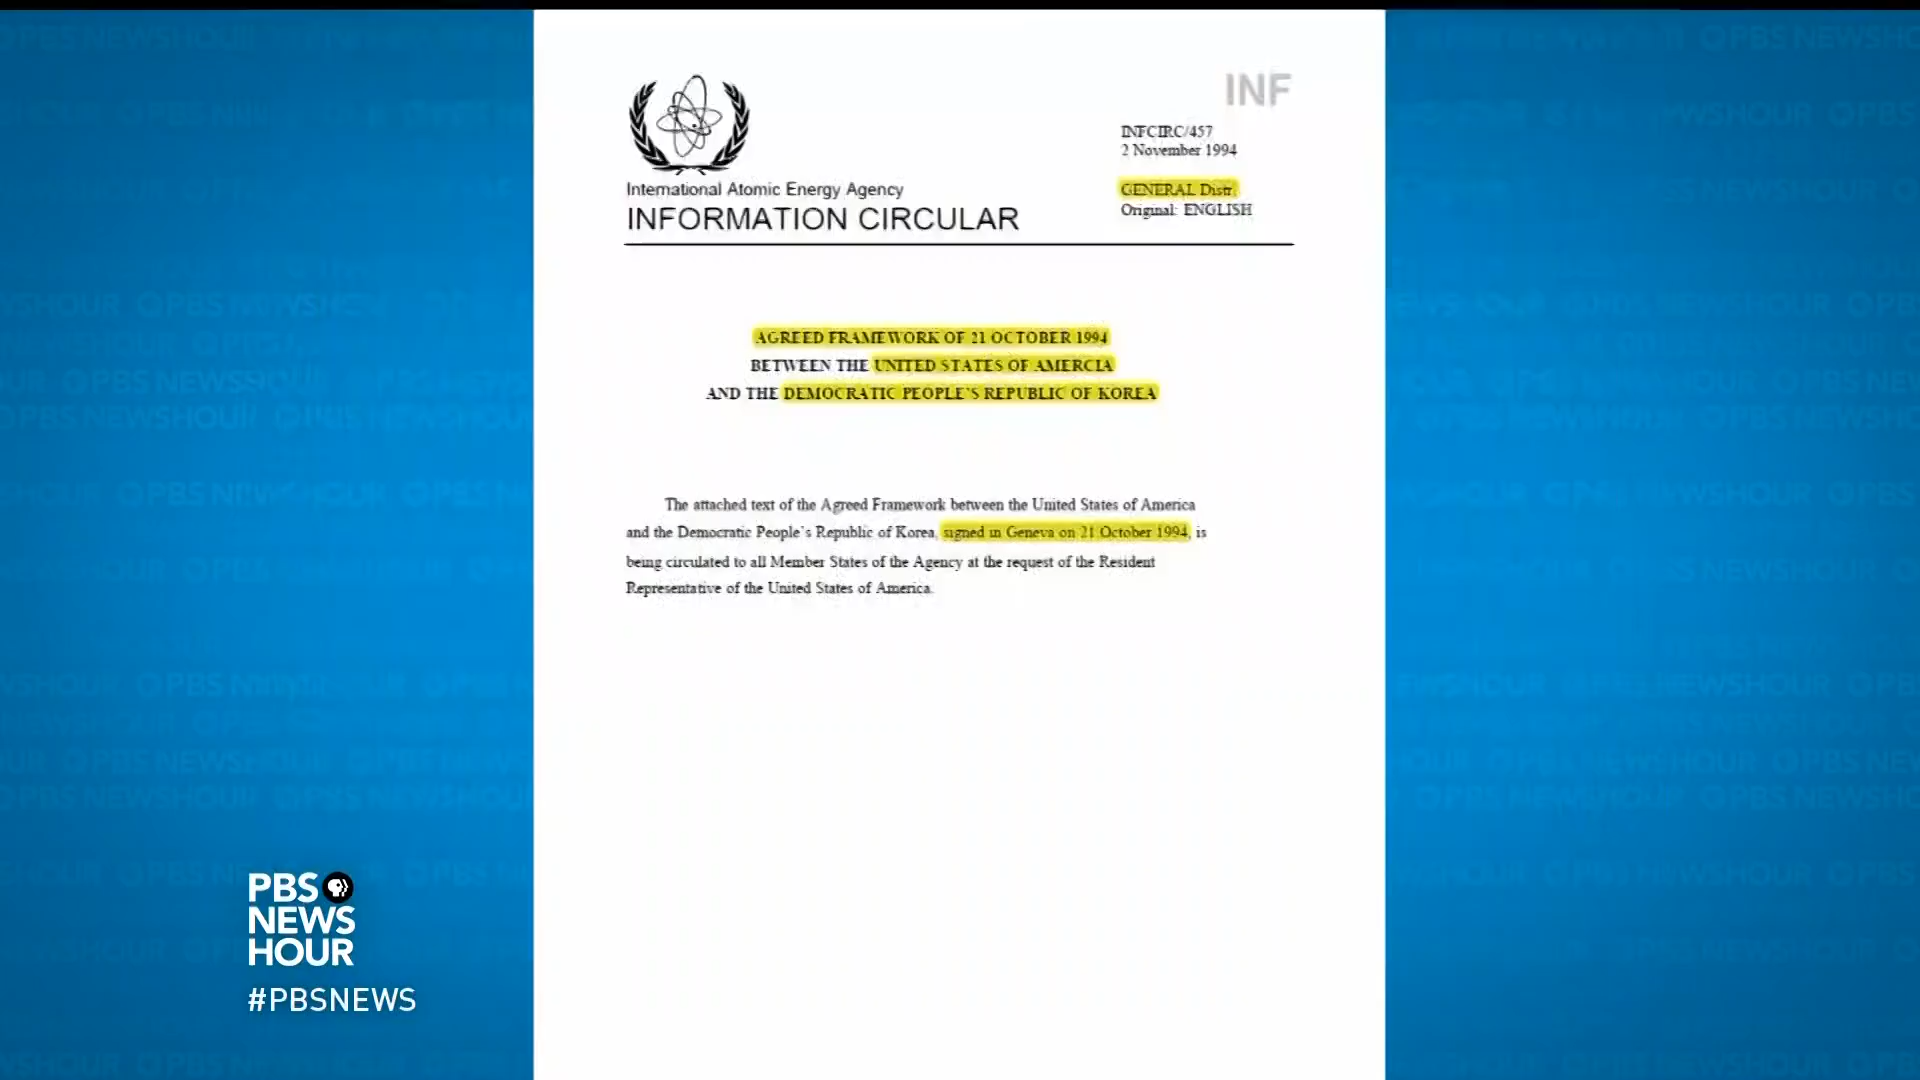 INF
INFCIRC/457
2 November 1994
GENERAL Distr.
Original: ENGLISH
International Atomic Energy Agency
INFORMATION CIRCULAR
AGREED FRAMEWORK OF 21 OCTOBER 1994
BETWEEN THE UNITED STATES OF AMERCIA
AND THE DEMOCRATIC PEOPLE'S REPUBLIC OF KOREA
The attached text of the Agreed Framework between the United States of America
and the Democratic People's Republic of Korea, signed in Geneva on 21 October 1994, is
being circulated to all Member States of the Agency at the request of the Resident
Representative of the United States of America.
PBS
NEWS
HOUR
#PBSNEWS